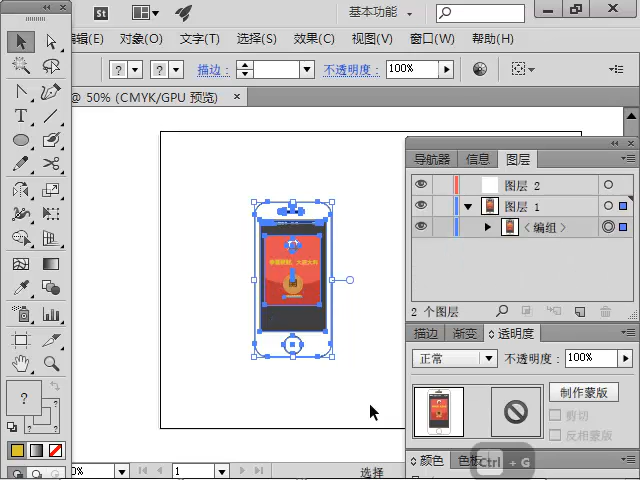 St
基本功能
编辑(E) 对象(O) 文字(T) 选择(S) 效果(C) 视图(V) 窗口(W) 帮助(H)
? ? 描边: 不透明度: 100%
@ 50% (CMYK/GPU 预览) ×
导航器 信息 图层
图层 2
图层 1
<编组>
2 个图层
描边 渐变 透明度
正常 不透明度: 100%
制作蒙版
剪切
反相蒙版
颜色 色板
Ctrl + G
0% 1 选择